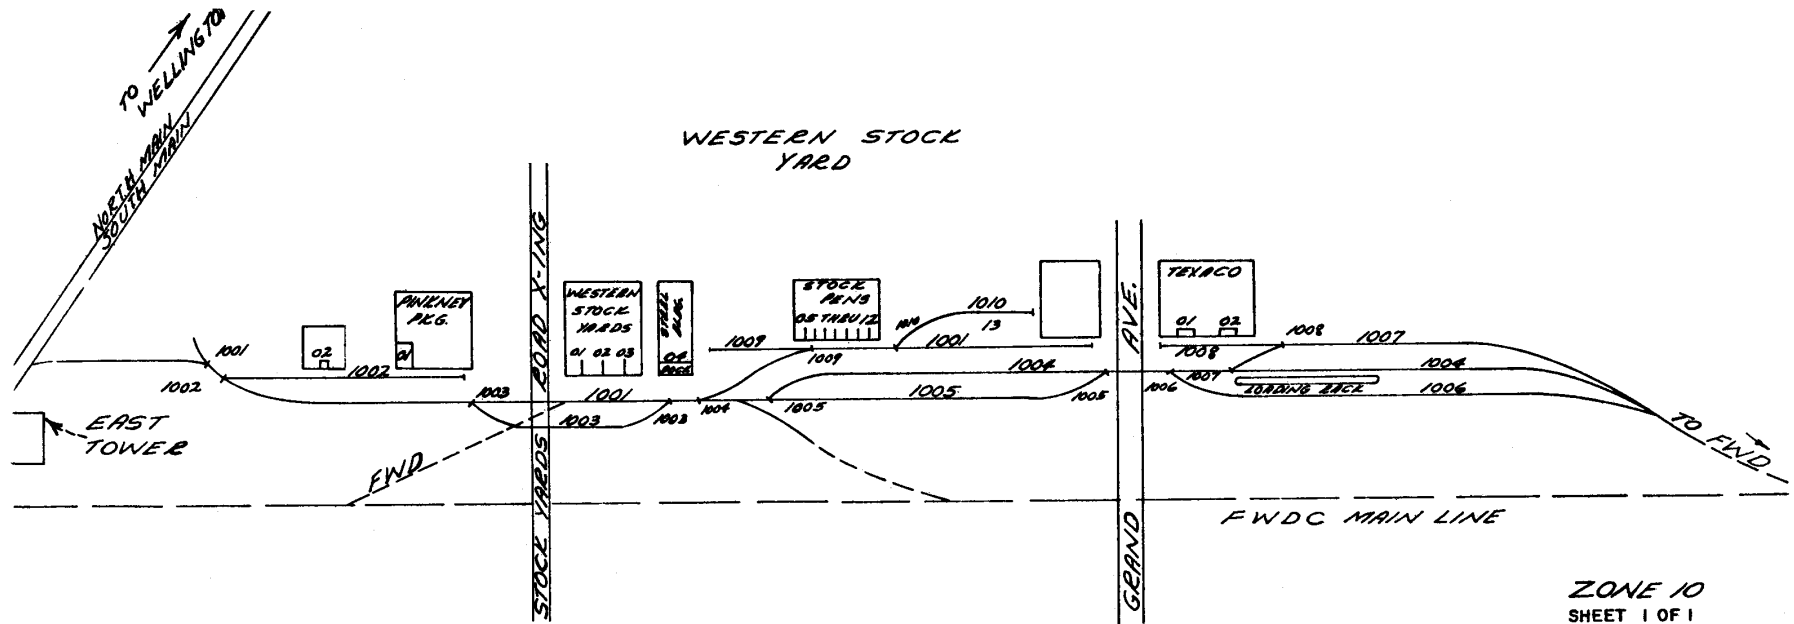 TO
WELLINGTON
NORTH MAIN
SOUTH MAIN
WESTERN STOCK
YARD
STOCK YARDS ROAD X-ING
GRAND AVE.
PINKNEY
PKG.
01
02
WESTERN
STOCK
YARDS
01 02 03
STEEL
BLDG.
04
DOCK
STOCK
PENS
05 THRU 12
1010
1010
13
TEXACO
01 02
1001
1002
1002
1003
1001
1003
1003
1009
1009
1001
1004
1004
1005
1005
1005
1008
1008
1007
1007
1004
1006
1006
LOADING RACK
EAST
TOWER
FWD
TO FWD
FWDC MAIN LINE
ZONE 10
SHEET 1 OF 1